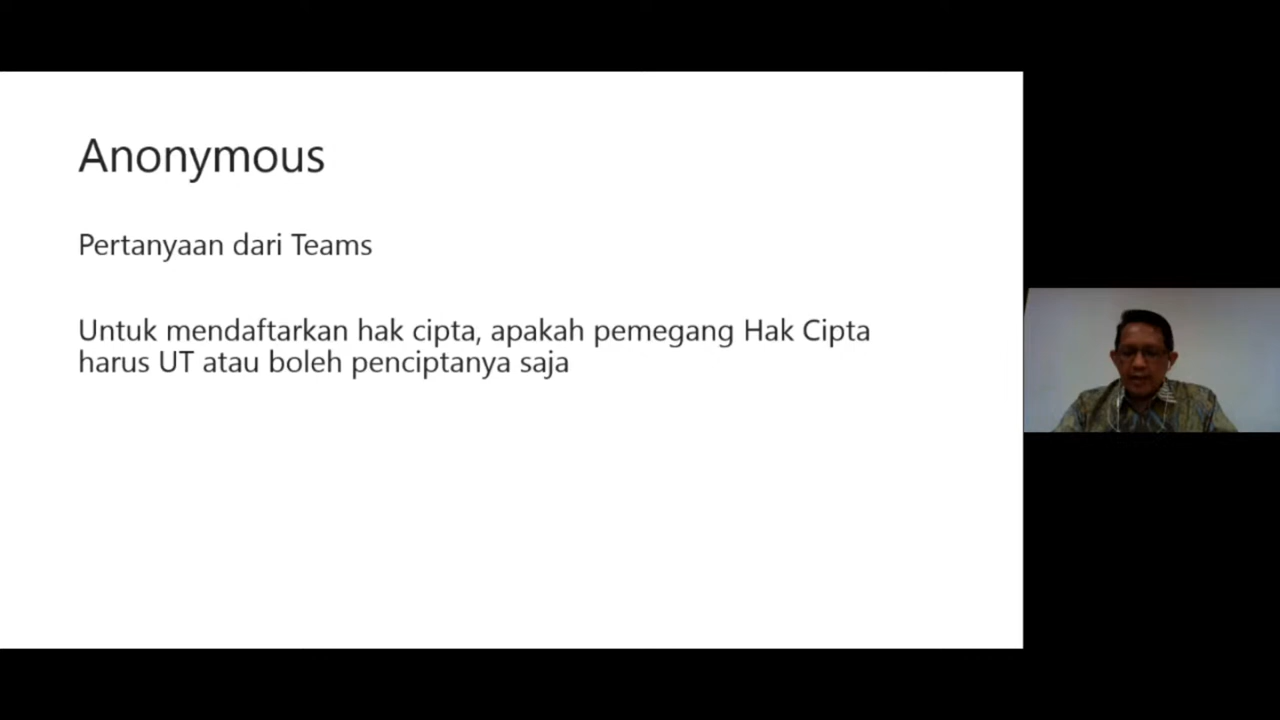 Anonymous
Pertanyaan dari Teams
Untuk mendaftarkan hak cipta, apakah pemegang Hak Cipta
harus UT atau boleh penciptanya saja